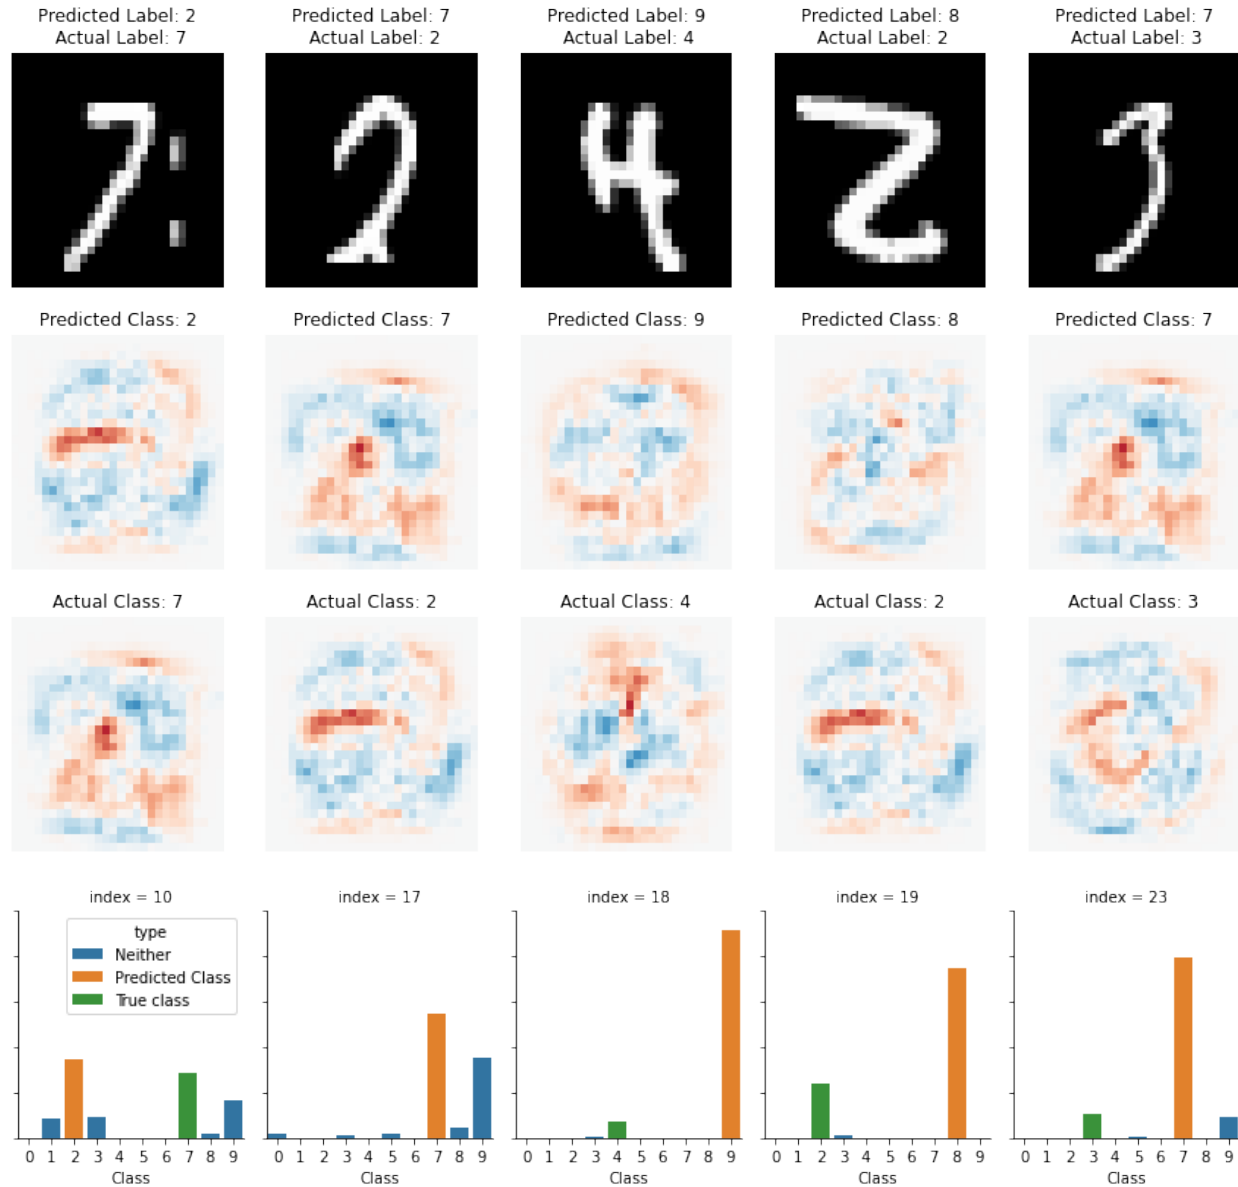 Predicted Label: 2
Actual Label: 7
Predicted Label: 7
Actual Label: 2
Predicted Label: 9
Actual Label: 4
Predicted Label: 8
Actual Label: 2
Predicted Label: 7
Actual Label: 3
7:
2
4
2
3
Predicted Class: 2
Predicted Class: 7
Predicted Class: 9
Predicted Class: 8
Predicted Class: 7
Actual Class: 7
Actual Class: 2
Actual Class: 4
Actual Class: 2
Actual Class: 3
index = 10
type
Neither
Predicted Class
True class
0 1 2 3 4 5 6 7 8 9
Class
index = 17
0 1 2 3 4 5 6 7 8 9
Class
index = 18
0 1 2 3 4 5 6 7 8 9
Class
index = 19
0 1 2 3 4 5 6 7 8 9
Class
index = 23
0 1 2 3 4 5 6 7 8 9
Class